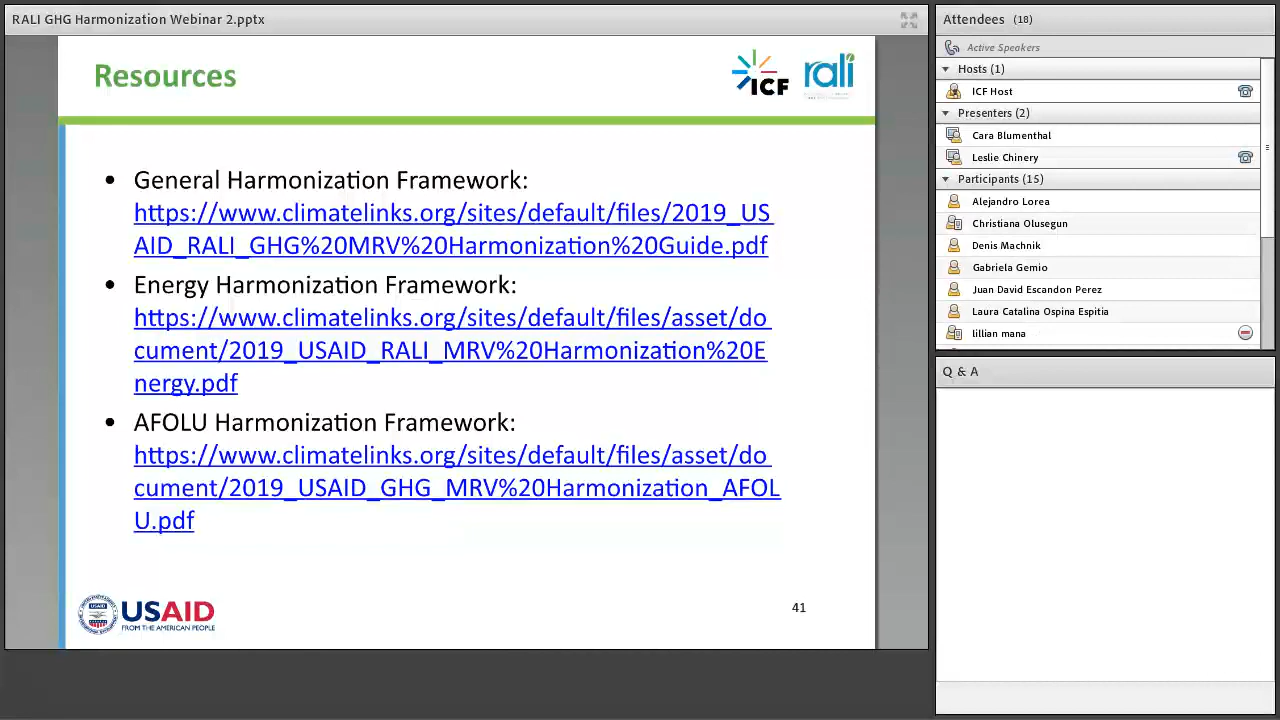 RALI GHG Harmonization Webinar 2.pptx
Resources
ICF
rali
• General Harmonization Framework:
https://www.climatelinks.org/sites/default/files/2019_US
AID_RALI_GHG%20MRV%20Harmonization%20Guide.pdf
• Energy Harmonization Framework:
https://www.climatelinks.org/sites/default/files/asset/do
cument/2019_USAID_RALI_MRV%20Harmonization%20E
nergy.pdf
• AFOLU Harmonization Framework:
https://www.climatelinks.org/sites/default/files/asset/do
cument/2019_USAID_GHG_MRV%20Harmonization_AFOL
U.pdf
USAID
FROM THE AMERICAN PEOPLE
41
Attendees (18)
Active Speakers
Hosts (1)
ICF Host
Presenters (2)
Cara Blumenthal
Leslie Chinery
Participants (15)
Alejandro Lorea
Christiana Olusegun
Denis Machnik
Gabriela Gemio
Juan David Escandon Perez
Laura Catalina Ospina Espitia
lillian mana
Q & A